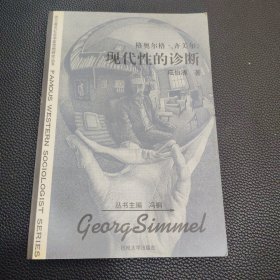 格奥尔格·齐美尔:
现代性的诊断
成伯清 著
FAMOUS WESTERN SOCIOLOGIST SERIES
丛书主编 冯钢
Georg Simmel
杭州大学出版社